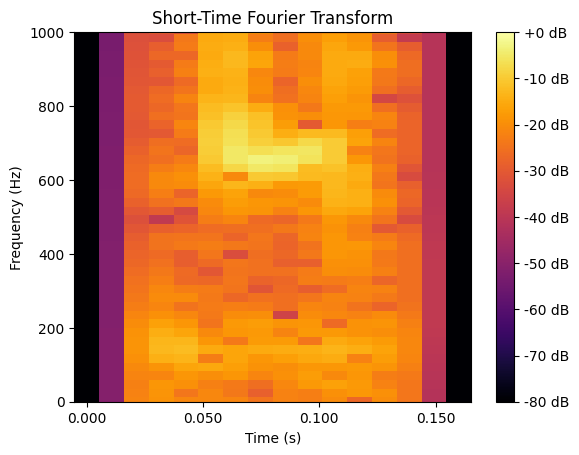 Short-Time Fourier Transform
1000
800
600
400
200
0
Frequency (Hz)
0.000
0.050
0.100
0.150
Time (s)
+0 dB
-10 dB
-20 dB
-30 dB
-40 dB
-50 dB
-60 dB
-70 dB
-80 dB